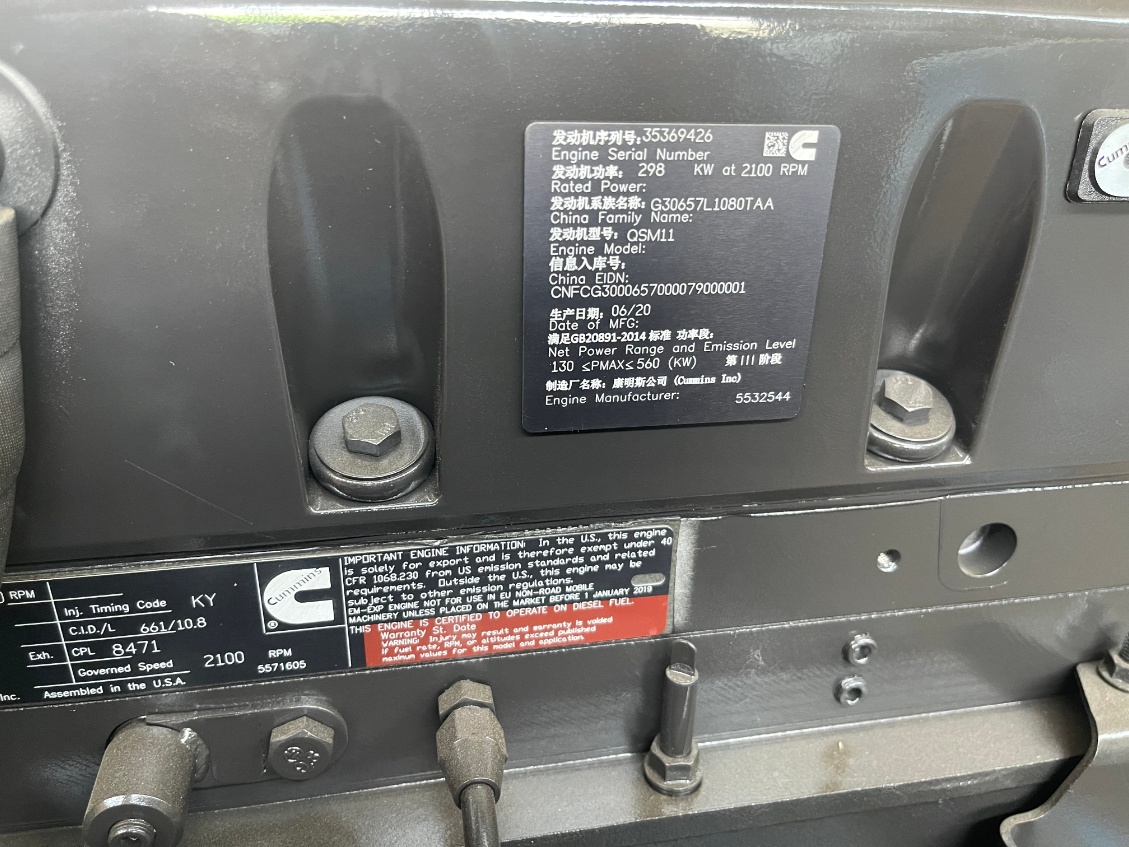 发动机序列号:35369426
Engine Serial Number
发动机功率: 298 KW at 2100 RPM
Rated Power:
发动机系族名称: G30657L1080TAA
China Family Name:
发动机型号: QSM11
Engine Model:
信息入库号:
China EIDN:
CNFCG3000657000079000001
生产日期: 06/20
Date of MFG:
满足GB20891-2014 标准 功率段:
Net Power Range and Emission Level
130 ≤PMAX≤ 560 (KW) 第III阶段
制造厂名称: 康明斯公司 (Cummins Inc)
Engine Manufacturer: 5532544
RPM
Inj. Timing Code KY
C.I.D./L 661/10.8
Exh. CPL 8471
Governed Speed 2100 RPM
Inc. Assembled in the U.S.A. 5571605
Cummins
®
IMPORTANT ENGINE INFORMATION: In the U.S., this engine
is solely for export and is therefore exempt under 40
CFR 1068.230 from US emission standards and related
requirements. Outside the U.S., this engine may be
subject to other emission regulations.
EM-EXP ENGINE NOT FOR USE IN EU NON-ROAD MOBILE
MACHINERY UNLESS PLACED ON THE MARKET BEFORE 1 JANUARY 2019
THIS ENGINE IS CERTIFIED TO OPERATE ON DIESEL FUEL.
Warranty St. Date
WARNING: Injury may result and warranty is voided
if fuel rate, RPM, or altitudes exceed published
maximum values for this model and application.